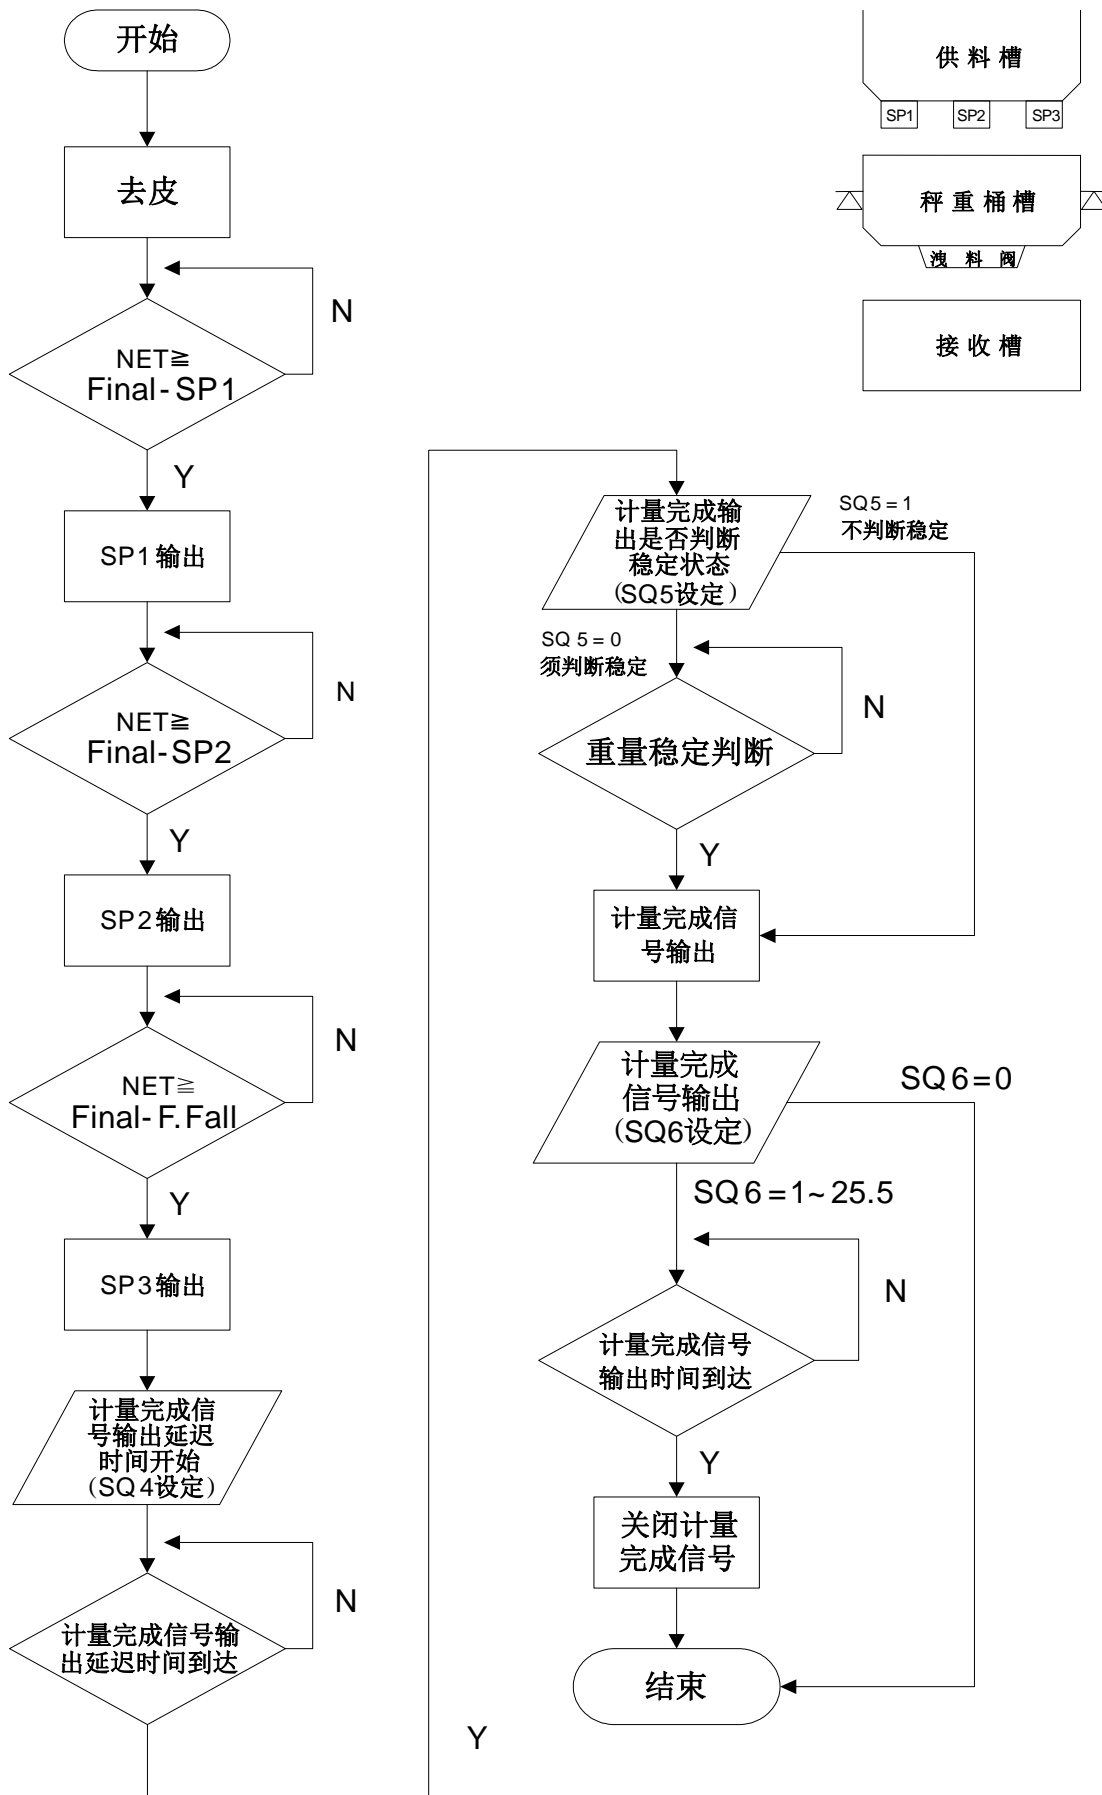 开始
去皮
N
NET≧
Final-SP1
Y
SP1输出
N
NET≧
Final-SP2
Y
SP2输出
N
NET≧
Final-F.Fall
Y
SP3输出
计量完成信
号输出延迟
时间开始
(SQ4设定)
N
计量完成信号输
出延迟时间到达
Y
供料槽
SP1 SP2 SP3
秤重桶槽
洩料阀
接收槽
计量完成输
出是否判断
稳定状态
(SQ5设定)
SQ5=1
不判断稳定
SQ5=0
须判断稳定
N
重量稳定判断
Y
计量完成信
号输出
计量完成
信号输出
(SQ6设定)
SQ6=0
SQ6=1~25.5
N
计量完成信号
输出时间到达
Y
关闭计量
完成信号
结束